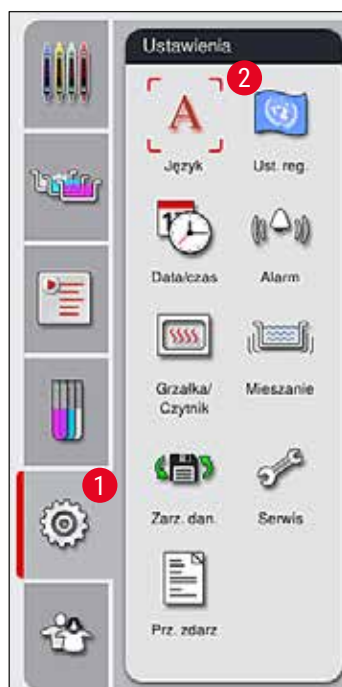 Ustawienia
2
A
Język
Ust. reg.
Data/czas
Alarm
Grzałka/
Czytnik
Mieszanie
1
Zarz. dan.
Serwis
Prz. zdarz